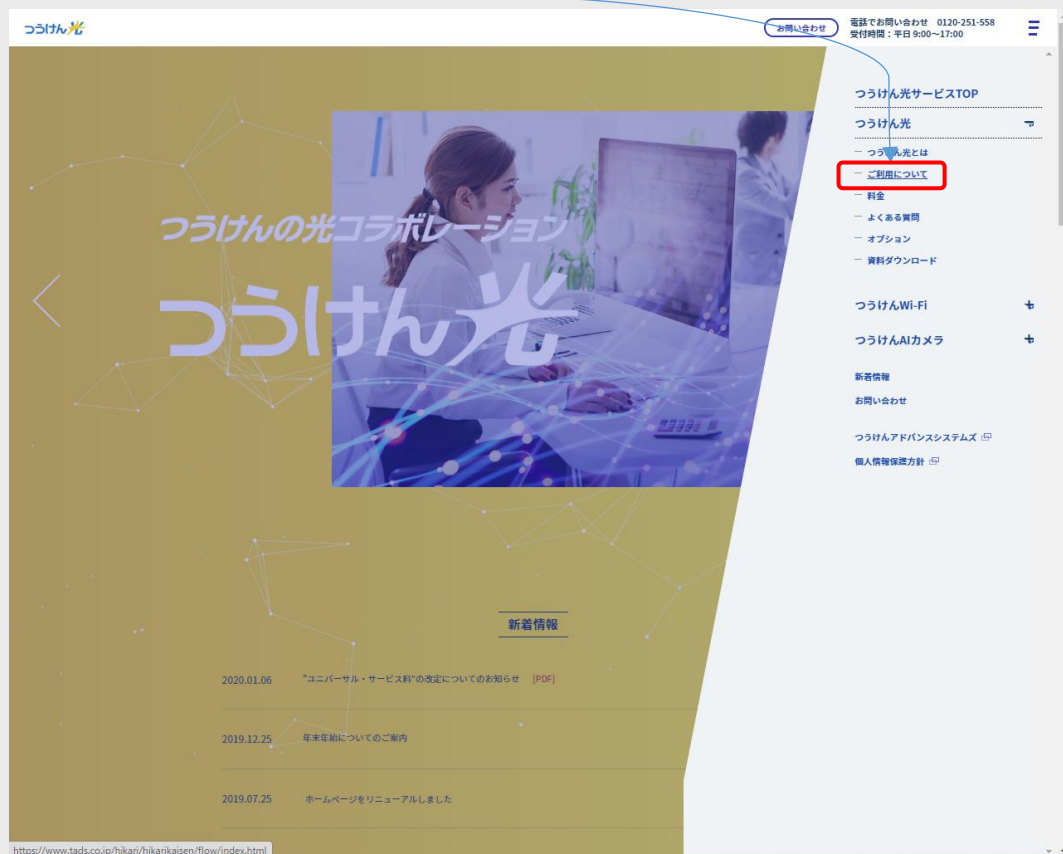 つうけん光
お問い合わせ
電話でお問い合わせ 0120-251-558
受付時間：平日 9:00～17:00
つうけんの光コラボレーション
つうけん光
つうけん光サービスTOP
つうけん光
つうけん光とは
ご利用について
料金
よくある質問
オプション
資料ダウンロード
つうけんWi-Fi
つうけんAIカメラ
新着情報
お問い合わせ
つうけんアドバンスシステムズ
個人情報保護方針
新着情報
2020.01.06 "ユニバーサル・サービス料"の改定についてのお知らせ [PDF]
2019.12.25 年末年始についてのご案内
2019.07.25 ホームページをリニューアルしました
https://www.tads.co.jp/hikari/hikarikaisen/flow/index.html